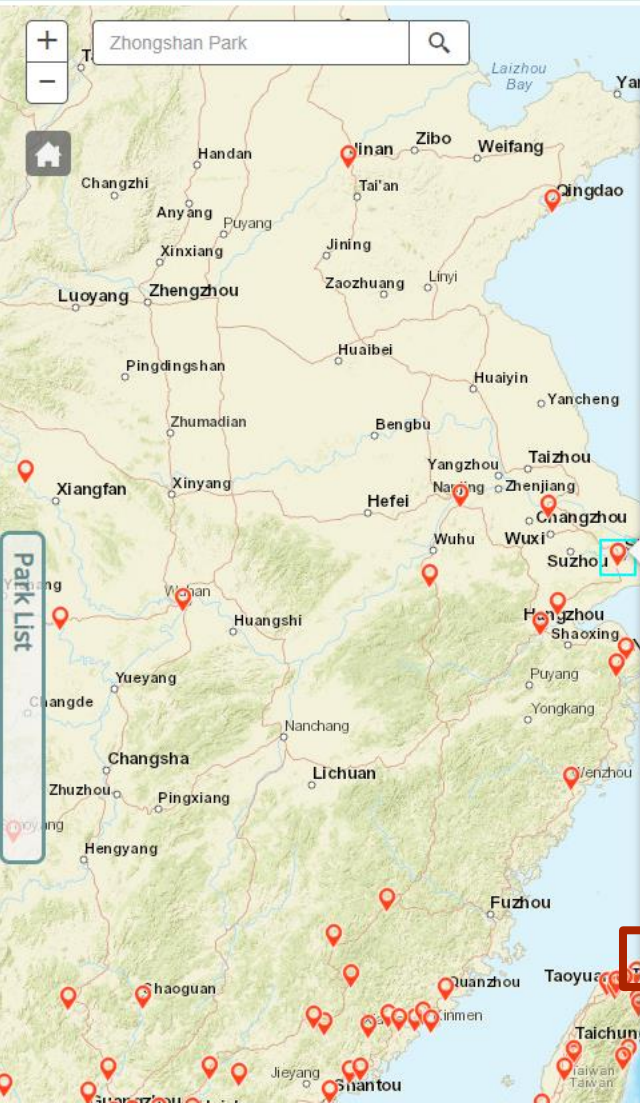 +
Zhongshan Park
−
Laizhou
Bay
Jinan
Zibo
Weifang
Handan
Changzhi
Tai'an
Qingdao
Anyang
Puyang
Jining
Xinxiang
Linyi
Zaozhuang
Luoyang
Zhengzhou
Huaibei
Pingdingshan
Huaiyin
Yancheng
Zhumadian
Bengbu
Taizhou
Yangzhou
Xiangfan
Xinyang
Nanjing
Zhenjiang
Hefei
Changzhou
Wuhu
Wuxi
Suzhou
Park List
Wuhan
Huangshi
Hangzhou
Shaoxing
Yueyang
Puyang
Changde
Yongkang
Nanchang
Changsha
Lichuan
Wenzhou
Zhuzhou
Pingxiang
Hengyang
Fuzhou
Shaoguan
Quanzhou
Kinmen
Jieyang
Shantou
Taiwan
Taiwan